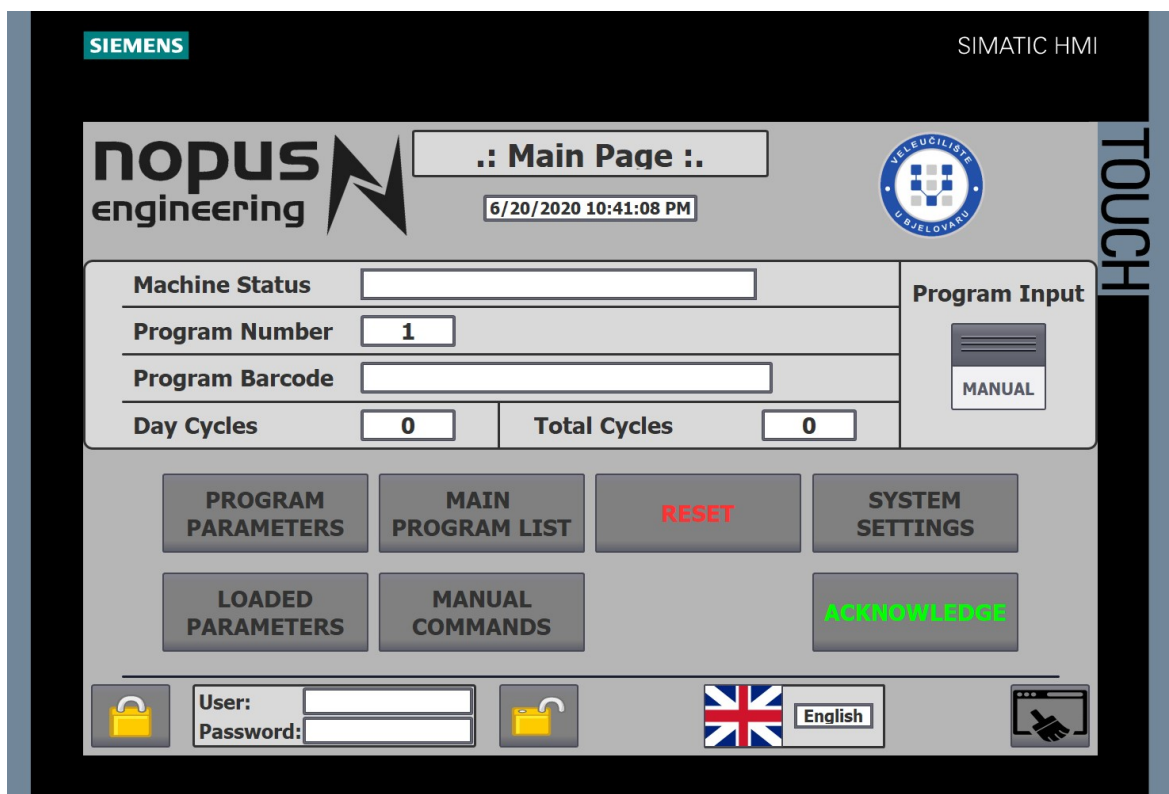 SIEMENS
SIMATIC HMI
TOUCH
nopus
engineering
N
.: Main Page :.
6/20/2020 10:41:08 PM
VELEUČILIŠTE
U BJELOVARU
Machine Status
Program Number 1
Program Barcode
Day Cycles 0 Total Cycles 0
Program Input
MANUAL
PROGRAM
PARAMETERS
MAIN
PROGRAM LIST
RESET
SYSTEM
SETTINGS
LOADED
PARAMETERS
MANUAL
COMMANDS
ACKNOWLEDGE
User:
Password:
English